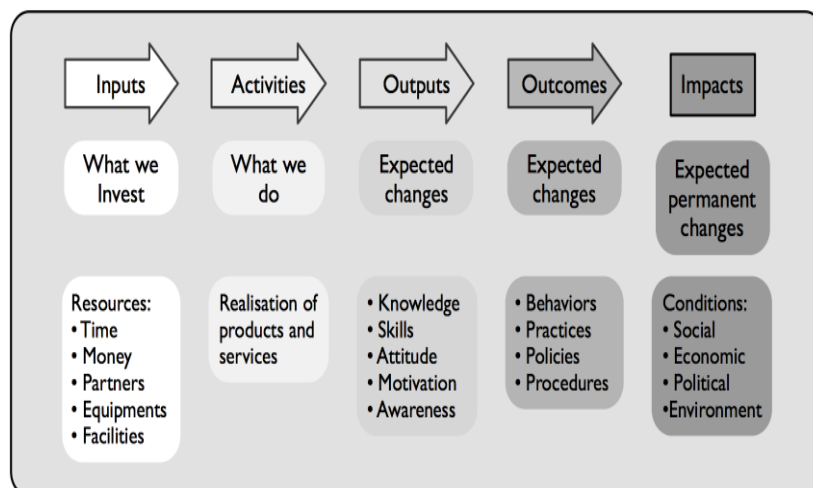 Inputs
Activities
Outputs
Outcomes
Impacts
What we
Invest
What we
do
Expected
changes
Expected
changes
Expected
permanent
changes
Resources:
• Time
• Money
• Partners
• Equipments
• Facilities
Realisation of
products and
services
• Knowledge
• Skills
• Attitude
• Motivation
• Awareness
• Behaviors
• Practices
• Policies
• Procedures
Conditions:
• Social
• Economic
• Political
•Environment